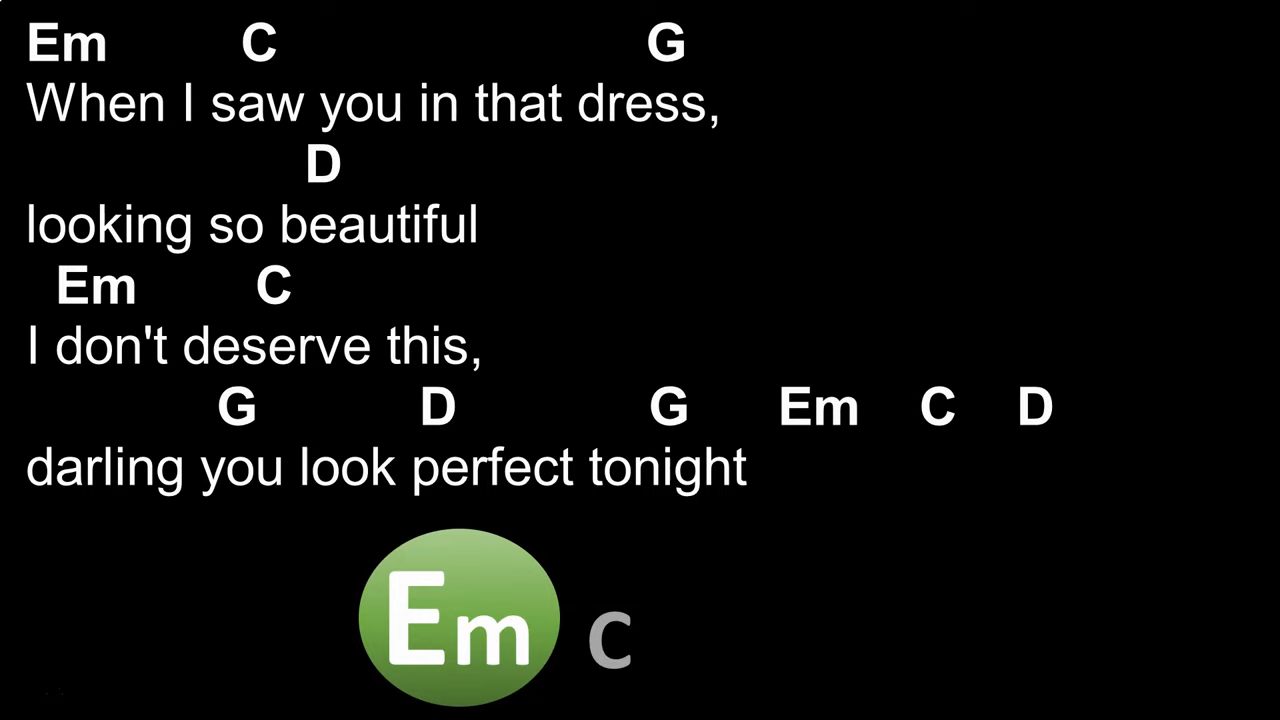 Em C G
When I saw you in that dress,
D
looking so beautiful
Em C
I don't deserve this,
G D G Em C D
darling you look perfect tonight
Em C